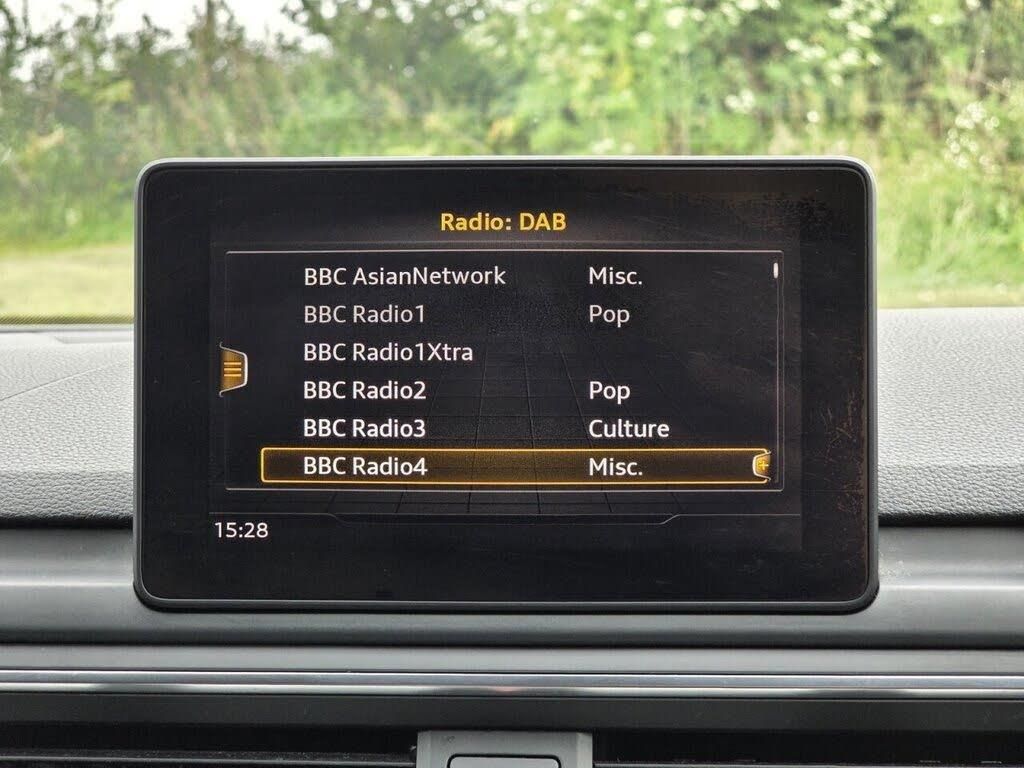 Radio: DAB
BBC AsianNetwork Misc.
BBC Radio1 Pop
BBC Radio1Xtra
BBC Radio2 Pop
BBC Radio3 Culture
BBC Radio4 Misc.
15:28